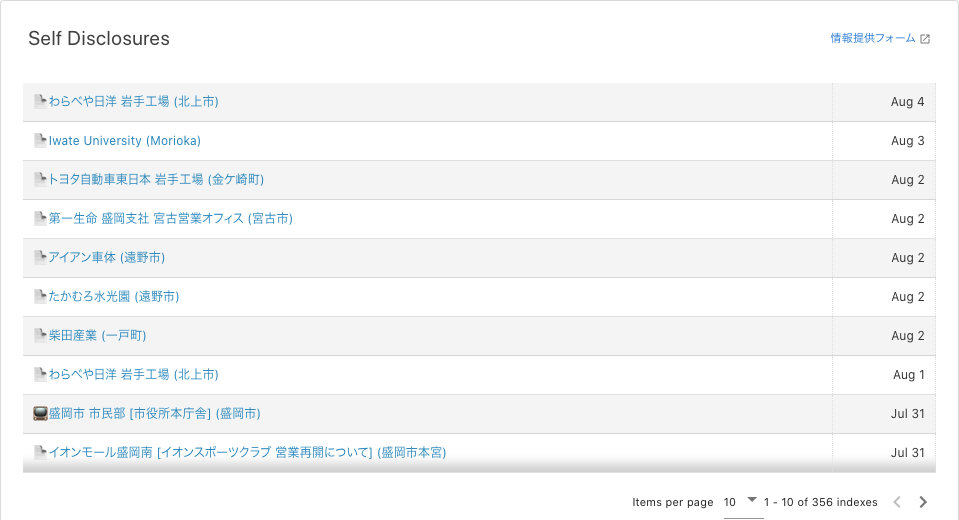 Self Disclosures
情報提供フォーム
わらべや日洋 岩手工場 (北上市) Aug 4
Iwate University (Morioka) Aug 3
トヨタ自動車東日本 岩手工場 (金ケ崎町) Aug 2
第一生命 盛岡支社 宮古営業オフィス (宮古市) Aug 2
アイアン車体 (遠野市) Aug 2
たかむろ水光園 (遠野市) Aug 2
柴田産業 (一戸町) Aug 2
わらべや日洋 岩手工場 (北上市) Aug 1
盛岡市 市民部 [市役所本庁舎] (盛岡市) Jul 31
イオンモール盛岡南 [イオンスポーツクラブ 営業再開について] (盛岡市本宮) Jul 31
Items per page 10 1 - 10 of 356 indexes